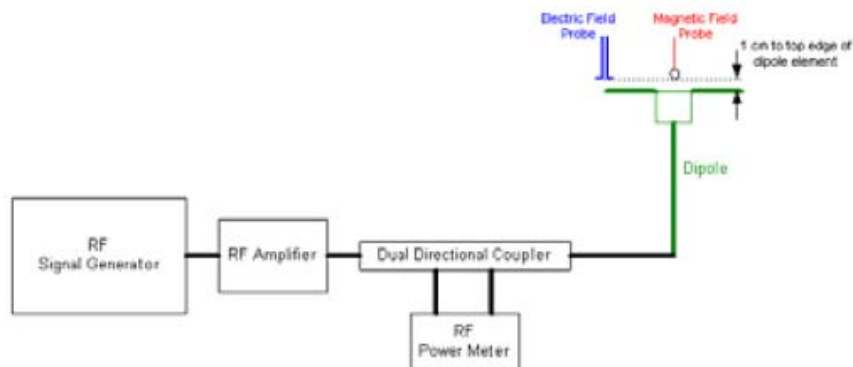 Electric Field
Probe
Magnetic Field
Probe
1 cm to top edge of
dipole element
Dipole
RF
Signal Generator
RF Amplifier
Dual Directional Coupler
RF
Power Meter